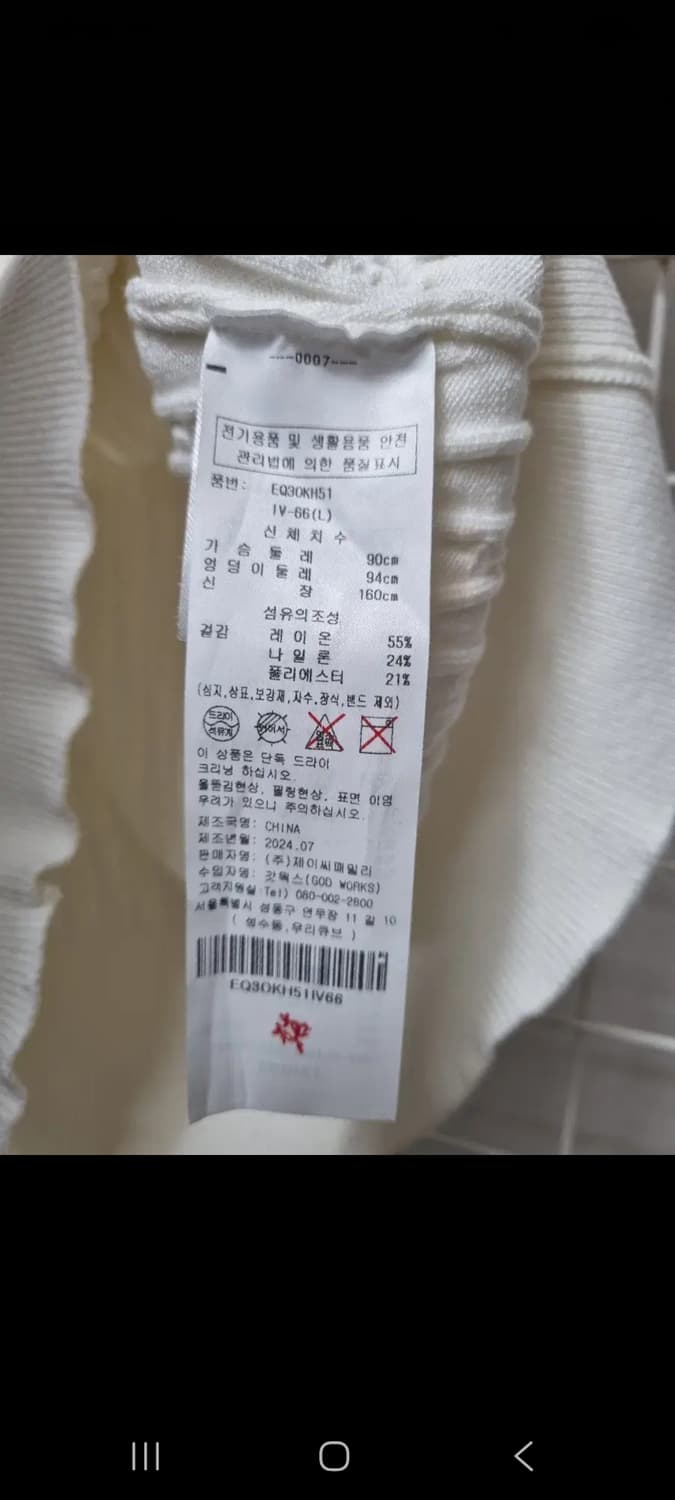 ---0007---
전기용품 및 생활용품 안전
관리법에 의한 품질표시
품번: EQ3OKH51
IV-66(L)
신 체 치 수
가 슴 둘 레 90cm
엉 덩 이 둘 레 94cm
신 장 160cm
섬유의조성
겉감 레 이 온 55%
나 일 론 24%
폴리에스터 21%
(심지,상표,보강재,자수,장식,밴드 제외)
드라이
석유계
이 상품은 단독 드라이
크리닝 하십시오.
올뜯김현상, 필링현상, 표면 이염
우려가 있으니 주의하십시오.
제조국명: CHINA
제조년월: 2024.07
판매자명: (주)제이씨패밀리
수입자명: 갓웍스(GOD WORKS)
고객지원실 Tel) 080-002-2800
서울특별시 성동구 연무장 11 길 10
( 성수동,우리큐브 )
EQ3OKH51IV66